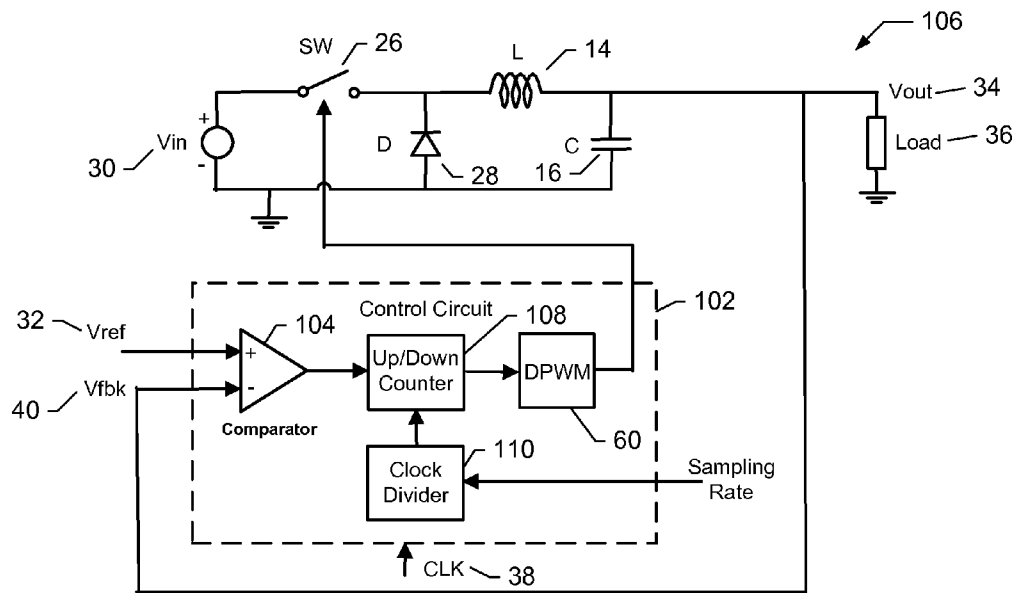 106
SW
26
L
14
Vout
34
+
Vin
-
30
D
28
C
16
Load
36
Control Circuit
102
32
Vref
104
108
+
Up/Down
Counter
DPWM
Vfbk
-
40
Comparator
60
110
Clock
Divider
Sampling
Rate
CLK
38